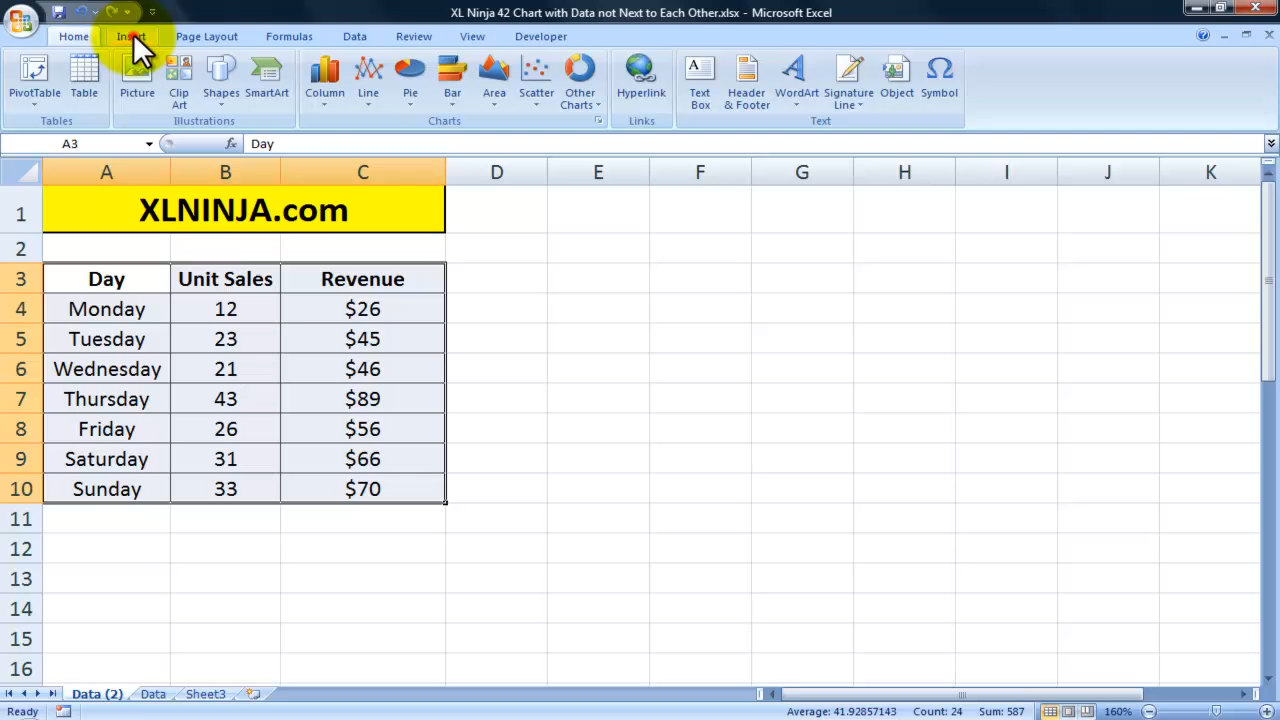 XL Ninja 42 Chart with Data not Next to Each Other.xlsx - Microsoft Excel
Home Insert Page Layout Formulas Data Review View Developer
PivotTable Table Picture Clip Art Shapes SmartArt Column Line Pie Bar Area Scatter Other Charts Hyperlink Text Box Header & Footer WordArt Signature Line Object Symbol
Tables Illustrations Charts Links Text
A3 fx Day
A B C D E F G H I J K
1 XLNINJA.com
2
3 Day Unit Sales Revenue
4 Monday 12 $26
5 Tuesday 23 $45
6 Wednesday 21 $46
7 Thursday 43 $89
8 Friday 26 $56
9 Saturday 31 $66
10 Sunday 33 $70
11
12
13
14
15
16
Data (2) Data Sheet3
Ready Average: 41.92857143 Count: 24 Sum: 587 160%